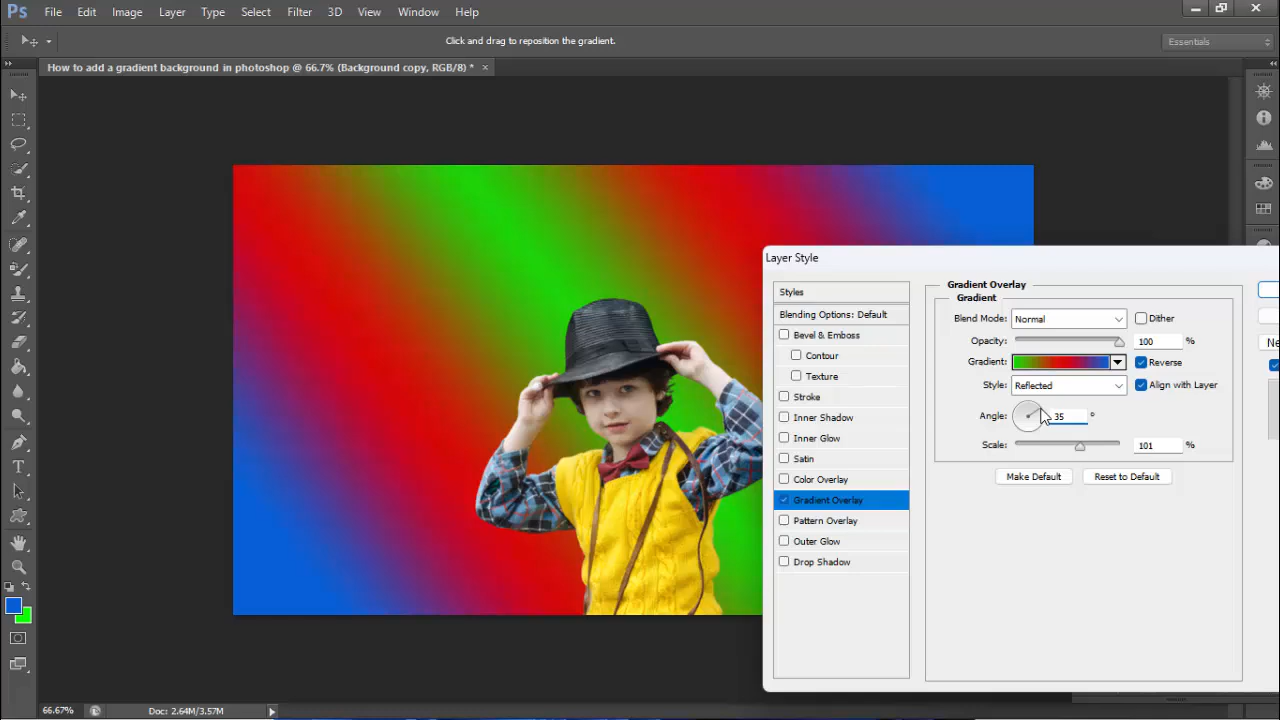 Ps File Edit Image Layer Type Select Filter 3D View Window Help
Click and drag to reposition the gradient.
Essentials
How to add a gradient background in photoshop @ 66.7% (Background copy, RGB/8) * ×
Layer Style
Styles
Blending Options: Default
Bevel & Emboss
Contour
Texture
Stroke
Inner Shadow
Inner Glow
Satin
Color Overlay
Gradient Overlay
Pattern Overlay
Outer Glow
Drop Shadow
Gradient Overlay
Gradient
Blend Mode: Normal Dither
Opacity: 100 %
Gradient: Reverse
Style: Reflected Align with Layer
Angle: 35 °
Scale: 101 %
Make Default Reset to Default
Ne
T
66.67% Doc: 2.64M/3.57M